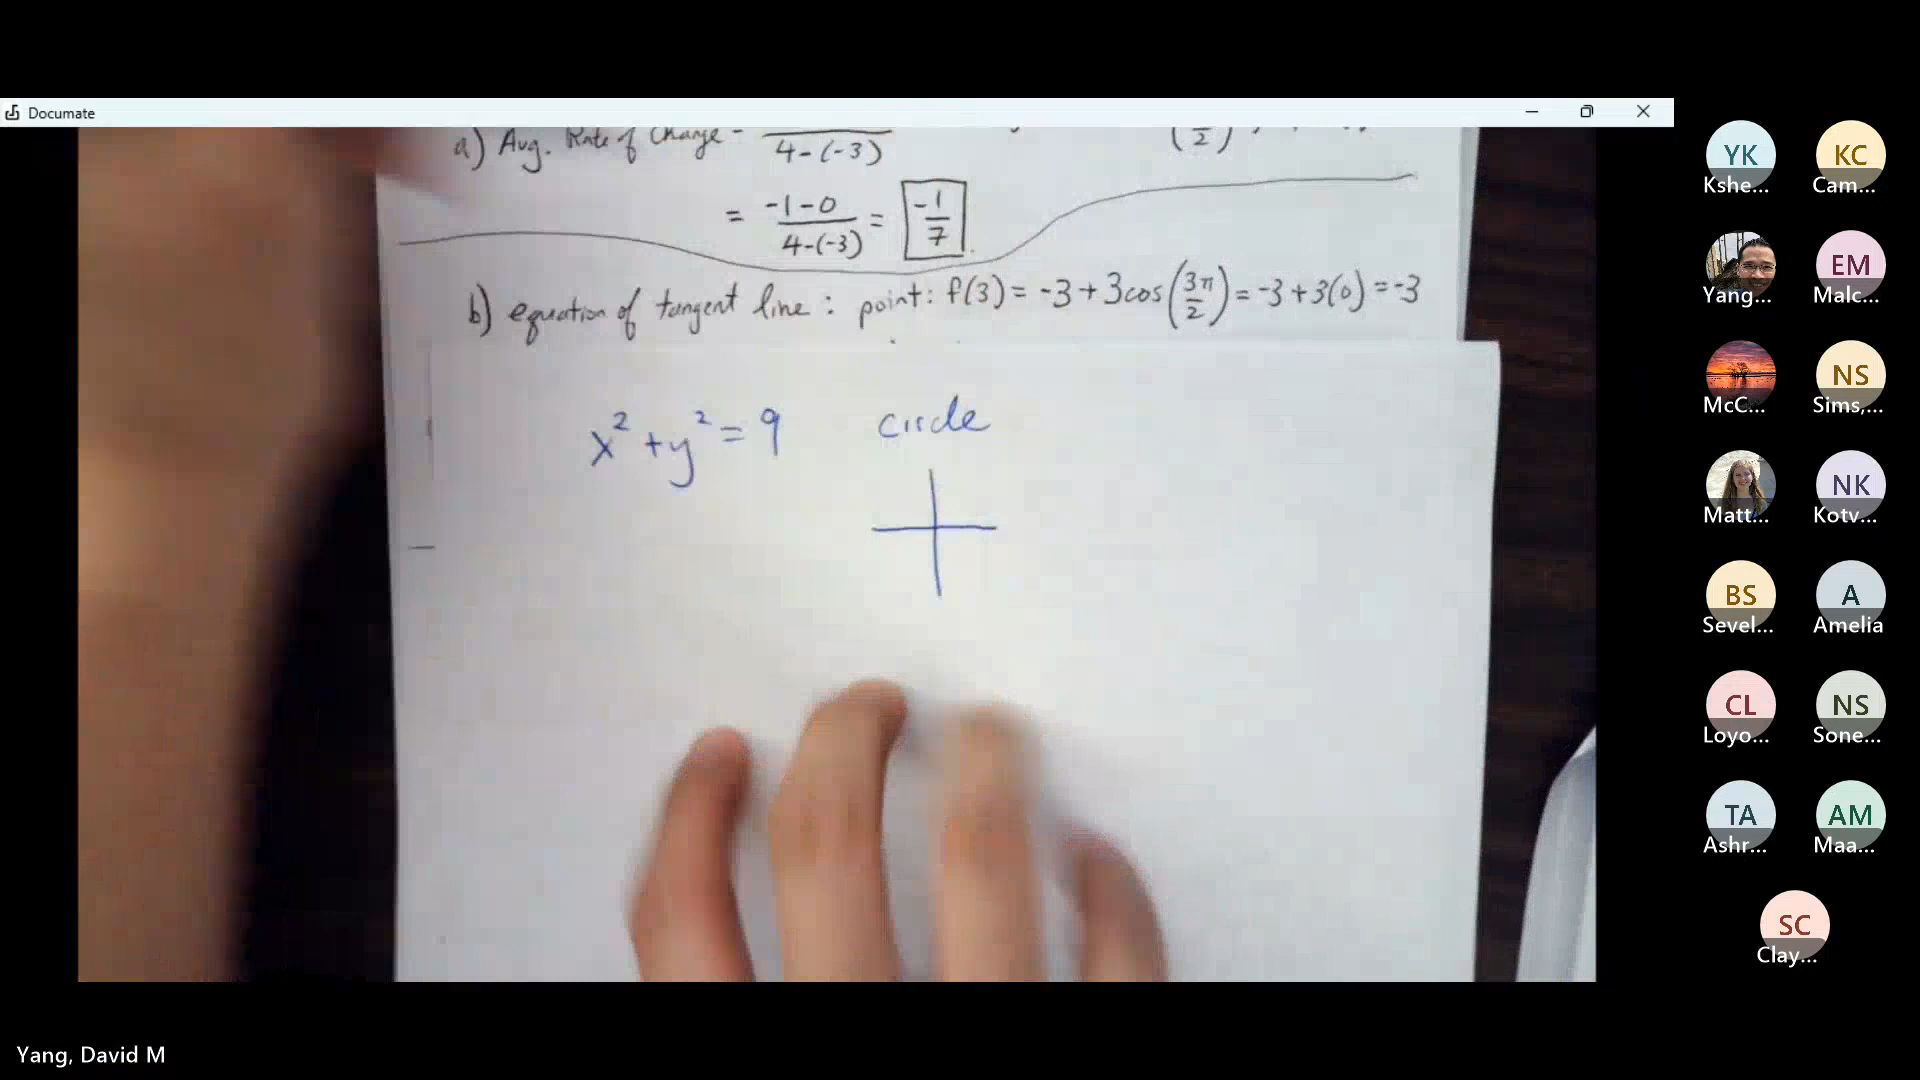 Documate
a) Avg. Rate of Change =
4-(-3)
= -1-0 / 4-(-3) = -1/7
b) equation of tangent line : point: f(3) = -3+3cos(3π/2) = -3+3(0) = -3
x² + y² = 9 circle
YK KC
Kshe... Cam...
EM
Yang... Malc...
NS
McC... Sims,...
NK
Matt... Kotv...
BS A
Sevel... Amelia
CL NS
Loyo... Sone...
TA AM
Ashr... Maa...
SC
Clay...
Yang, David M